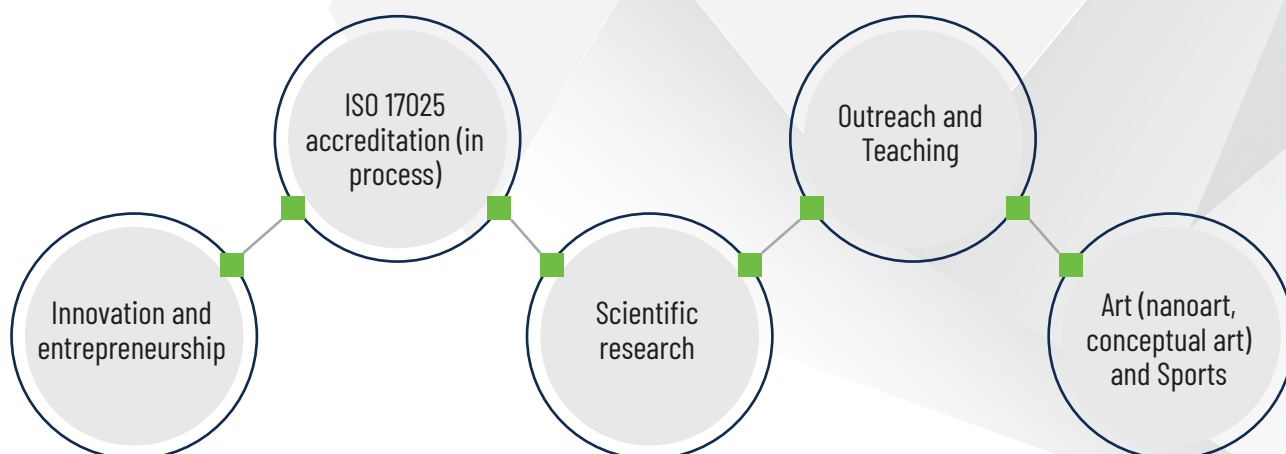 Innovation and
entrepreneurship
ISO 17025
accreditation (in
process)
Scientific
research
Outreach and
Teaching
Art (nanoart,
conceptual art)
and Sports